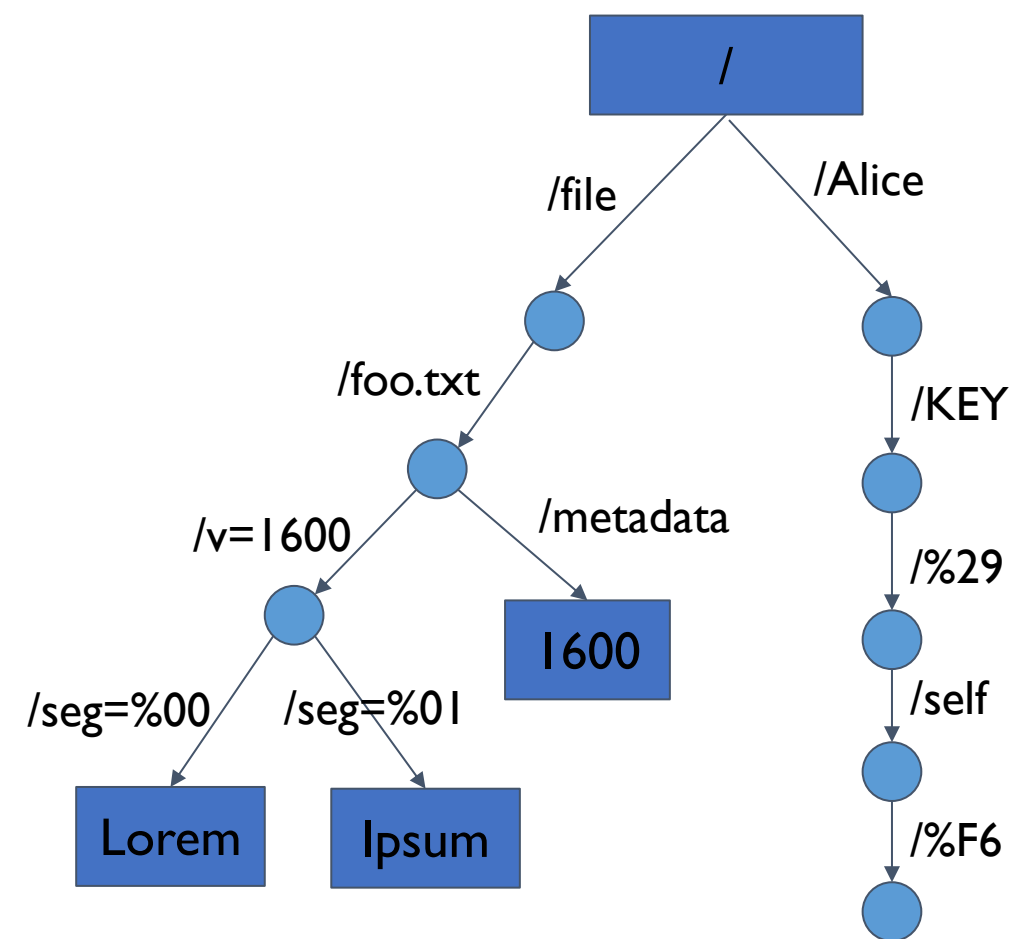 /
/file
/Alice
/foo.txt
/KEY
/v=1600
/metadata
/%29
1600
/seg=%00
/seg=%01
/self
Lorem
Ipsum
/%F6